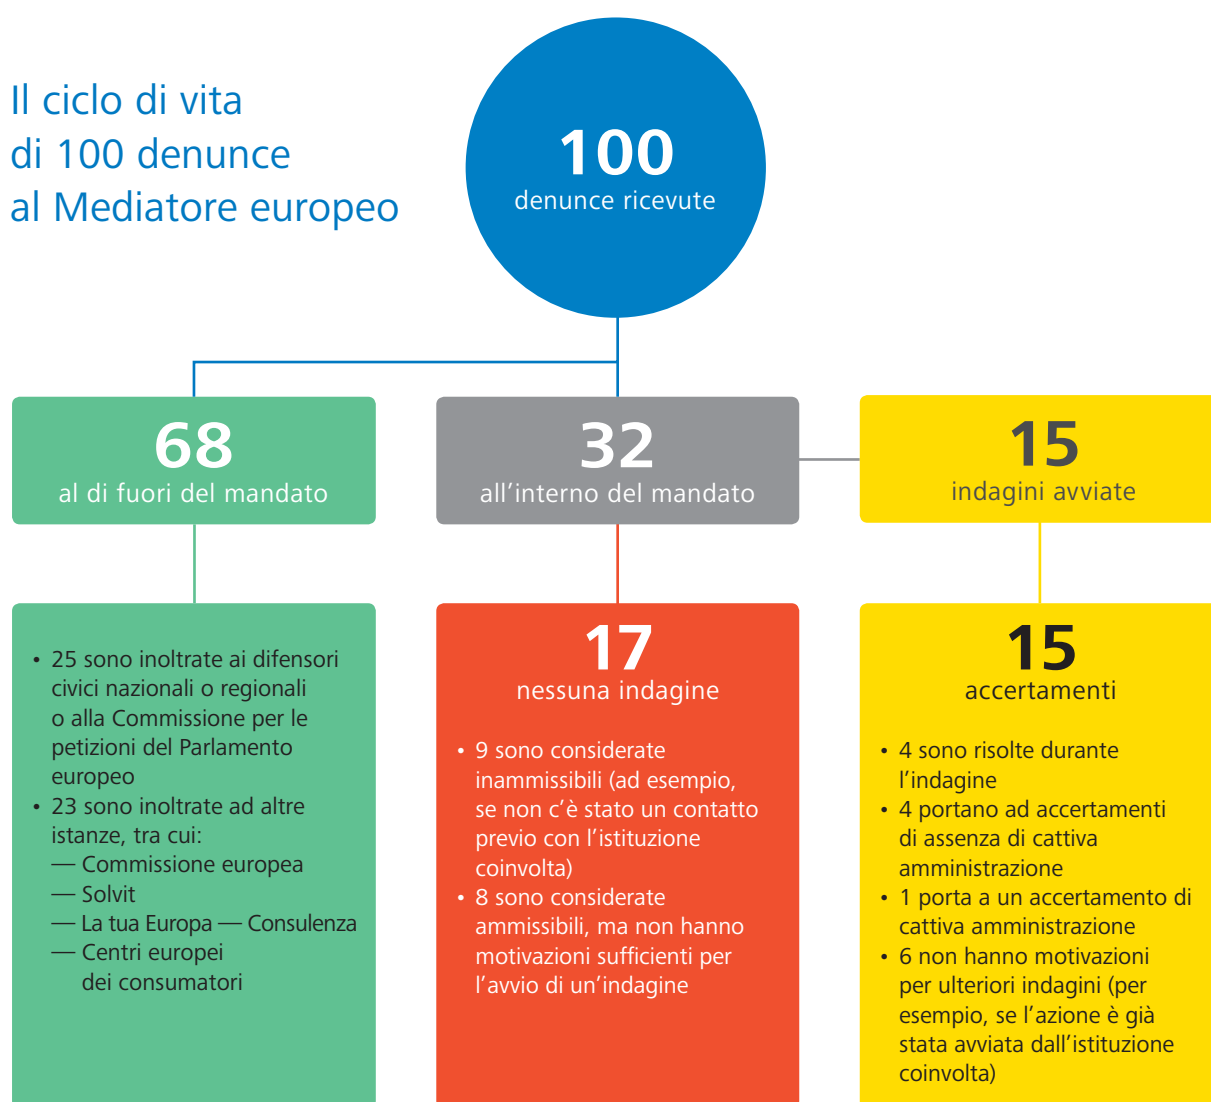 Il ciclo di vita
di 100 denunce
al Mediatore europeo
100
denunce ricevute
68
al di fuori del mandato
32
all’interno del mandato
15
indagini avviate
• 25 sono inoltrate ai difensori
civici nazionali o regionali
o alla Commissione per le
petizioni del Parlamento
europeo
• 23 sono inoltrate ad altre
istanze, tra cui:
— Commissione europea
— Solvit
— La tua Europa — Consulenza
— Centri europei
dei consumatori
17
nessuna indagine
• 9 sono considerate
inammissibili (ad esempio,
se non c’è stato un contatto
previo con l’istituzione
coinvolta)
• 8 sono considerate
ammissibili, ma non hanno
motivazioni sufficienti per
l’avvio di un’indagine
15
accertamenti
• 4 sono risolte durante
l’indagine
• 4 portano ad accertamenti
di assenza di cattiva
amministrazione
• 1 porta a un accertamento di
cattiva amministrazione
• 6 non hanno motivazioni
per ulteriori indagini (per
esempio, se l’azione è già
stata avviata dall’istituzione
coinvolta)